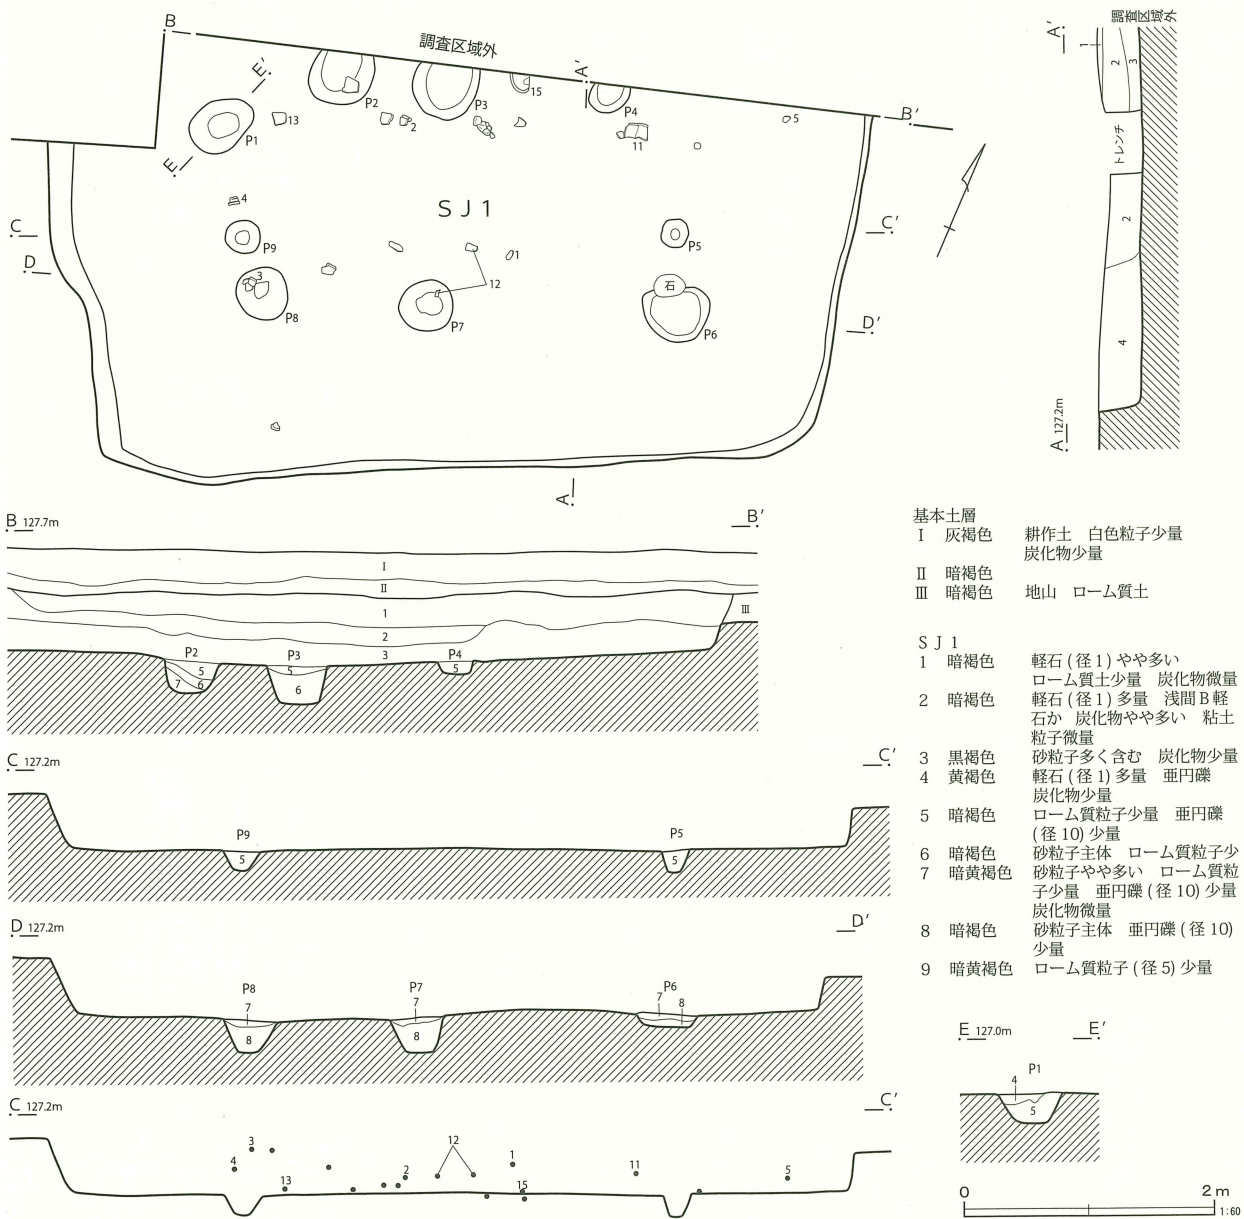 B
調査区域外
E'
A'
P2
P3
15
P4
P1
13
2
11
5
B'
E
4
SJ1
C
P9
P5
C'
D
1
3
12
石
P8
P7
P6
D'
A
A'
調査区域外
1
2
3
トレンチ
2
4
A 127.2m
B 127.7m
B'
I
II
1
III
2
P2
P3
P4
3
5
5
5
7
6
6
C 127.2m
C'
P9
P5
5
5
D 127.2m
D'
P8
P7
P6
7
7
7
8
8
8
C 127.2m
C'
3
12
4
1
11
5
13
2
15
基本土層
I 灰褐色 耕作土 白色粒子少量
炭化物少量
II 暗褐色
III 暗褐色 地山 ローム質土
SJ1
1 暗褐色 軽石(径1)やや多い
ローム質土少量 炭化物微量
2 暗褐色 軽石(径1)多量 浅間B軽
石か 炭化物やや多い 粘土
粒子微量
3 黒褐色 砂粒子多く含む 炭化物少量
4 黄褐色 軽石(径1)多量 亜円礫
炭化物少量
5 暗褐色 ローム質粒子少量 亜円礫
(径10)少量
6 暗褐色 砂粒子主体 ローム質粒子少
7 暗黄褐色 砂粒子やや多い ローム質粒
子少量 亜円礫(径10)少量
炭化物微量
8 暗褐色 砂粒子主体 亜円礫(径10)
少量
9 暗黄褐色 ローム質粒子(径5)少量
E 127.0m
E'
P1
4
5
0
2m
1:60